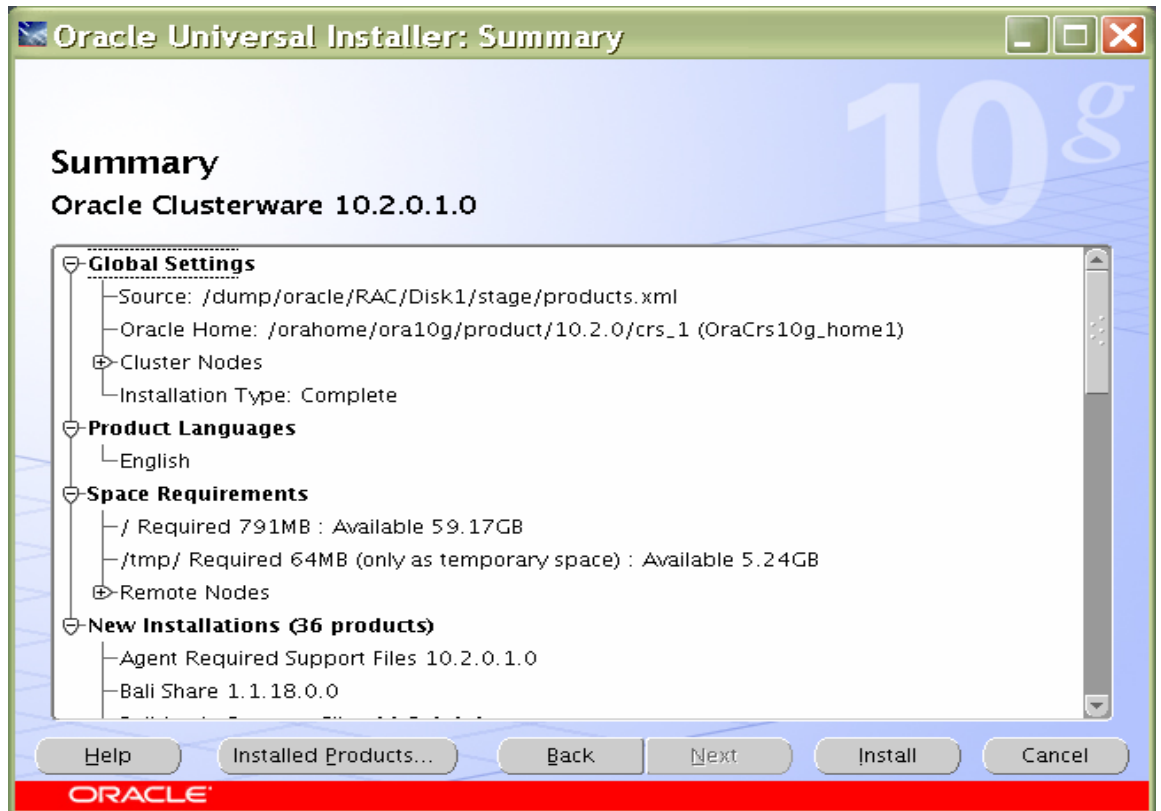 Oracle Universal Installer: Summary
10g
Summary
Oracle Clusterware 10.2.0.1.0
Global Settings
Source: /dump/oracle/RAC/Disk1/stage/products.xml
Oracle Home: /orahome/ora10g/product/10.2.0/crs_1 (OraCrs10g_home1)
Cluster Nodes
Installation Type: Complete
Product Languages
English
Space Requirements
/ Required 791MB : Available 59.17GB
/tmp/ Required 64MB (only as temporary space) : Available 5.24GB
Remote Nodes
New Installations (36 products)
Agent Required Support Files 10.2.0.1.0
Bali Share 1.1.18.0.0
Help Installed Products... Back Next Install Cancel
ORACLE